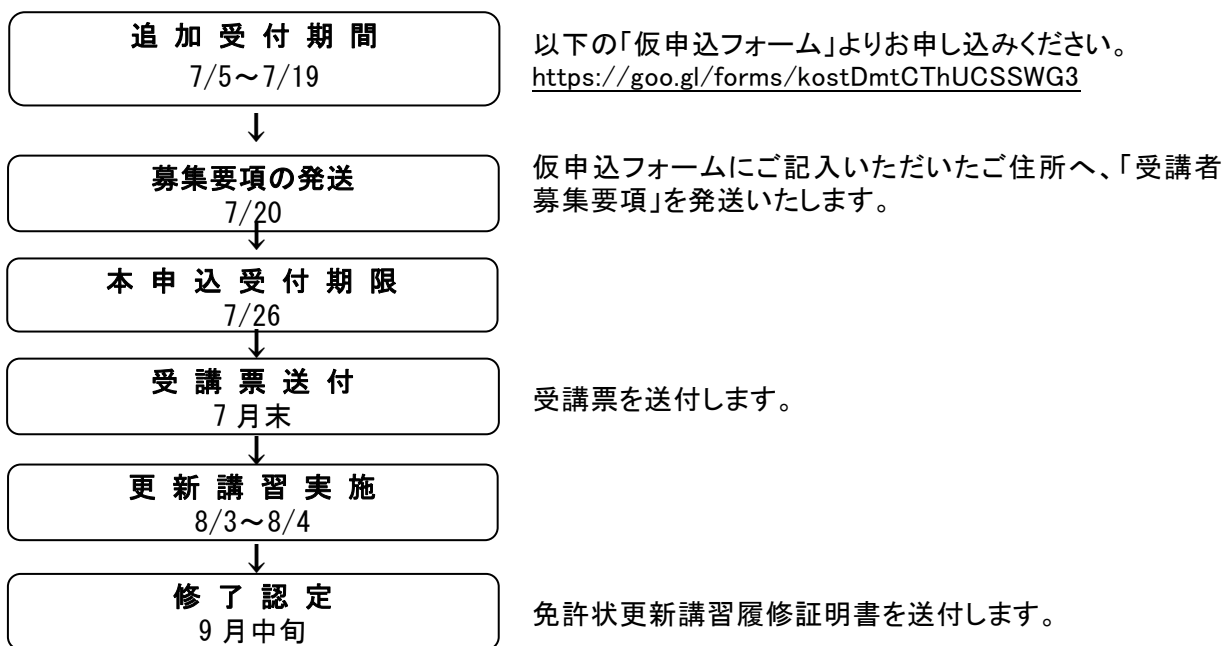 追加受付期間
7/5～7/19
以下の「仮申込フォーム」よりお申し込みください。
https://goo.gl/forms/kostDmtCThUCSSWG3
↓
募集要項の発送
7/20
仮申込フォームにご記入いただいたご住所へ、「受講者
募集要項」を発送いたします。
↓
本申込受付期限
7/26
↓
受講票送付
7月末
受講票を送付します。
↓
更新講習実施
8/3～8/4
↓
修了認定
9月中旬
免許状更新講習履修証明書を送付します。